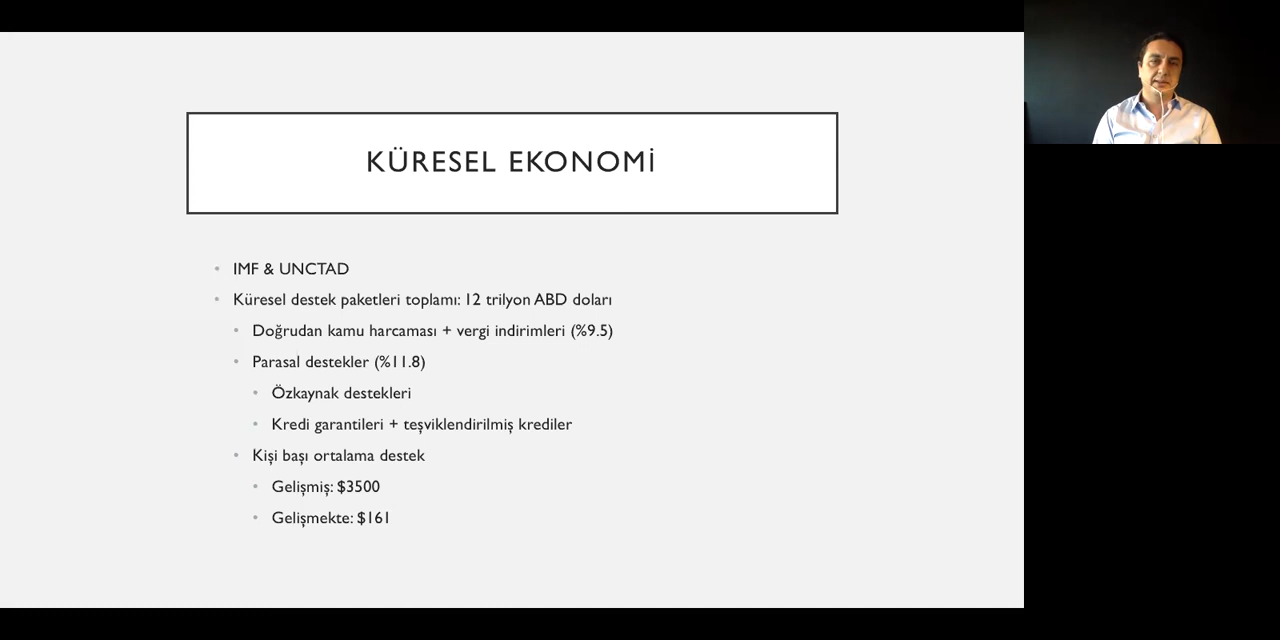 KÜRESEL EKONOMİ
• IMF & UNCTAD
• Küresel destek paketleri toplamı: 12 trilyon ABD doları
• Doğrudan kamu harcaması + vergi indirimleri (%9.5)
• Parasal destekler (%11.8)
• Özkaynak destekleri
• Kredi garantileri + teşviklendirilmiş krediler
• Kişi başı ortalama destek
• Gelişmiş: $3500
• Gelişmekte: $161